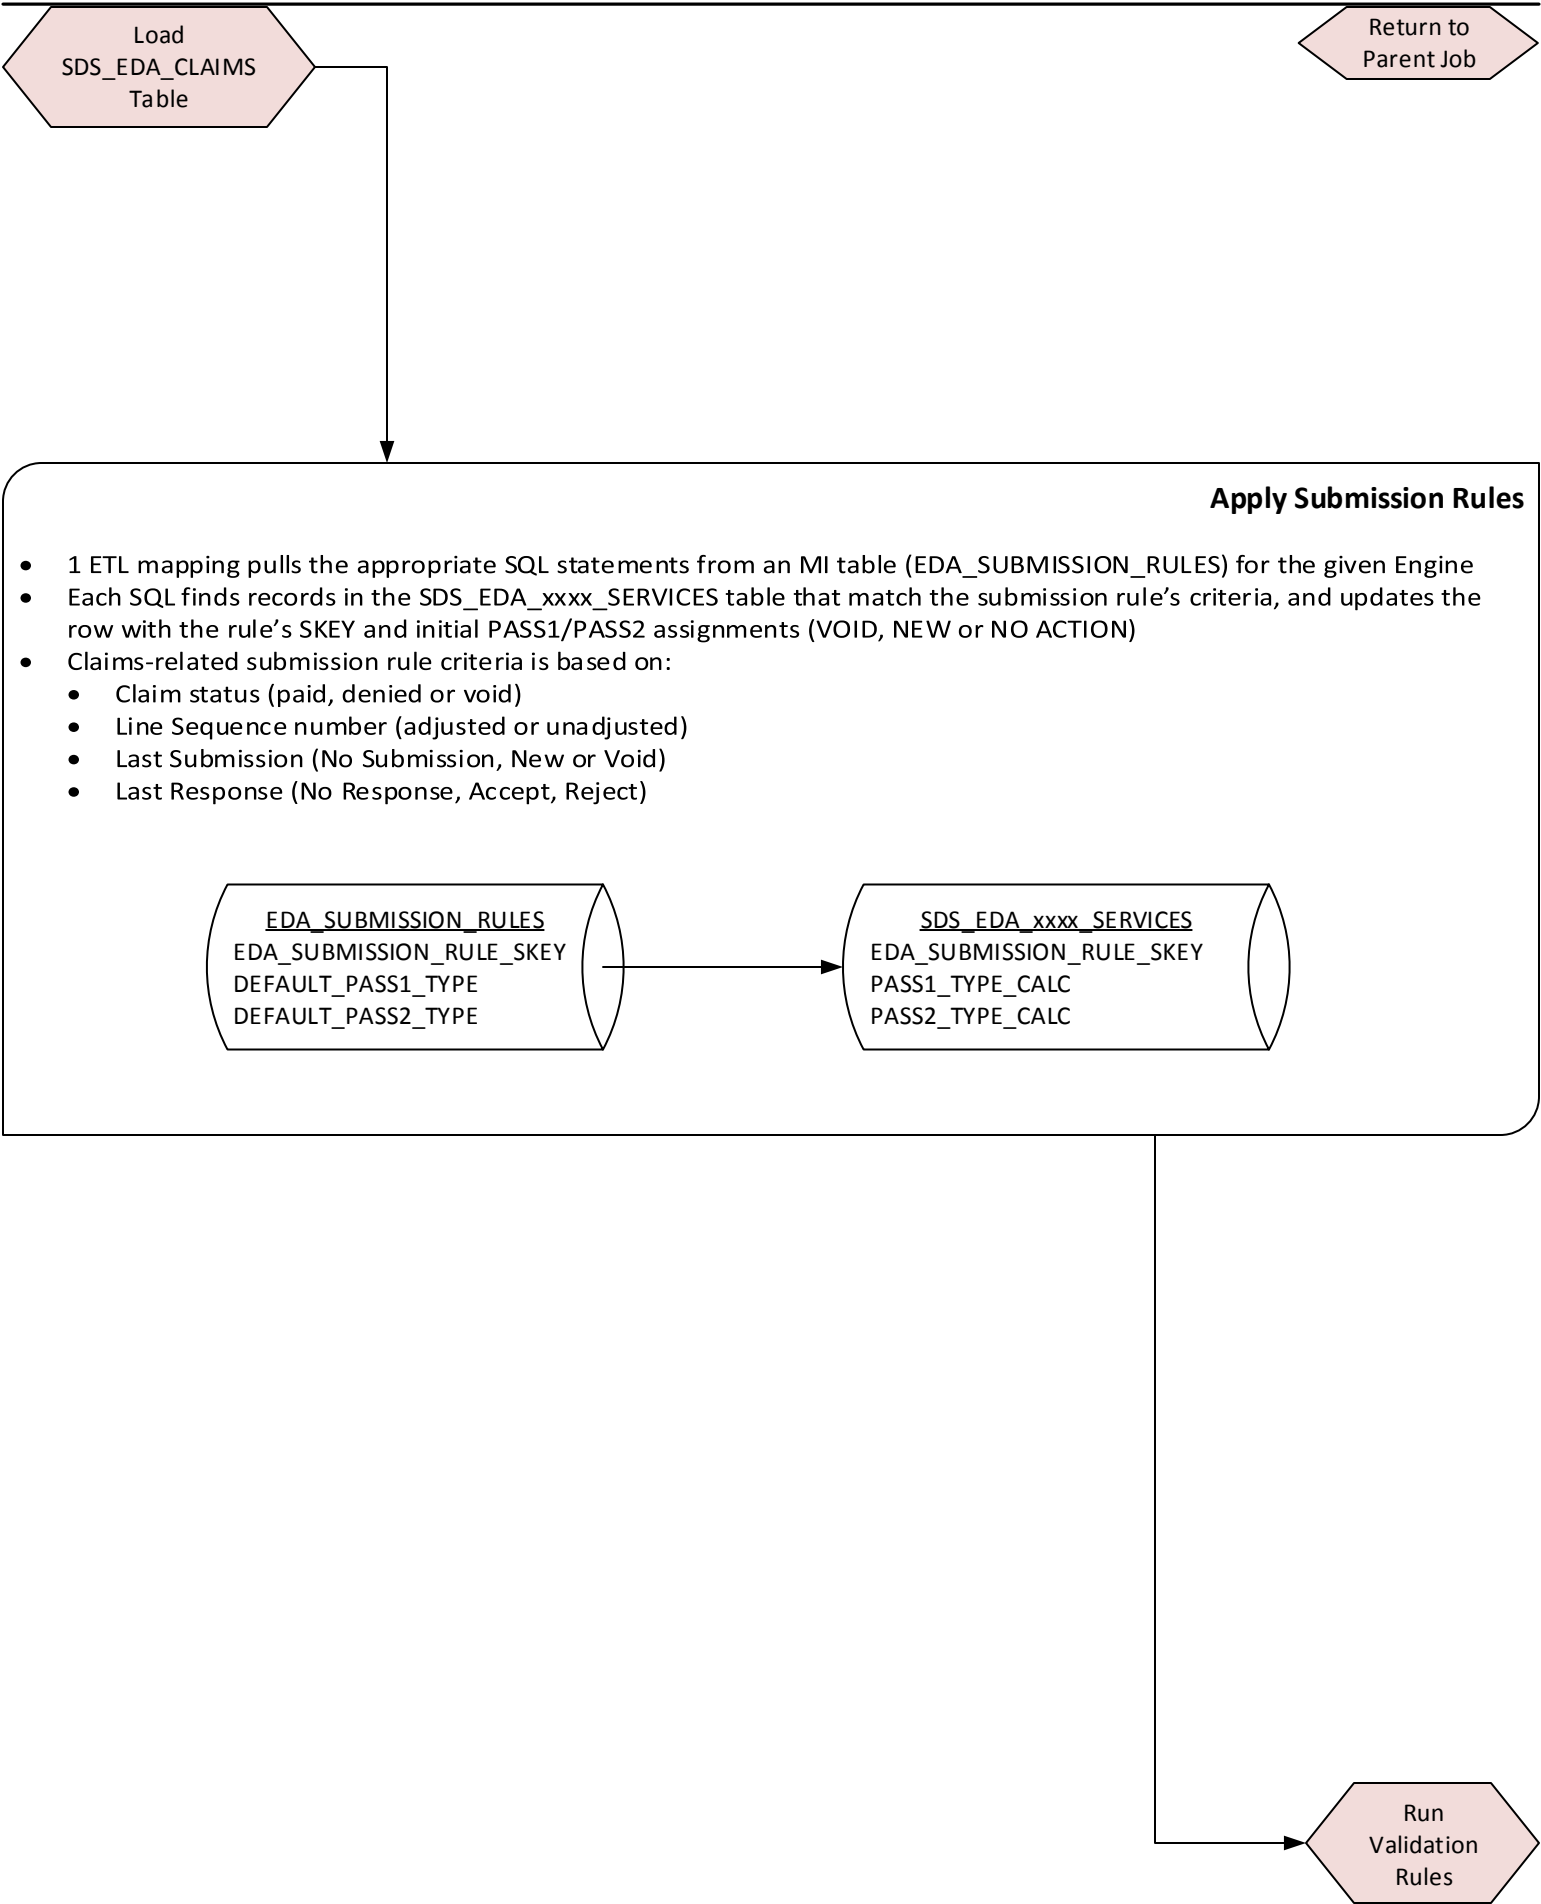 Load
SDS_EDA_CLAIMS
Table
Return to
Parent Job
Apply Submission Rules
• 1 ETL mapping pulls the appropriate SQL statements from an MI table (EDA_SUBMISSION_RULES) for the given Engine
• Each SQL finds records in the SDS_EDA_xxxx_SERVICES table that match the submission rule’s criteria, and updates the
row with the rule’s SKEY and initial PASS1/PASS2 assignments (VOID, NEW or NO ACTION)
• Claims-related submission rule criteria is based on:
• Claim status (paid, denied or void)
• Line Sequence number (adjusted or unadjusted)
• Last Submission (No Submission, New or Void)
• Last Response (No Response, Accept, Reject)
EDA_SUBMISSION_RULES
EDA_SUBMISSION_RULE_SKEY
DEFAULT_PASS1_TYPE
DEFAULT_PASS2_TYPE
SDS_EDA_xxxx_SERVICES
EDA_SUBMISSION_RULE_SKEY
PASS1_TYPE_CALC
PASS2_TYPE_CALC
Run
Validation
Rules